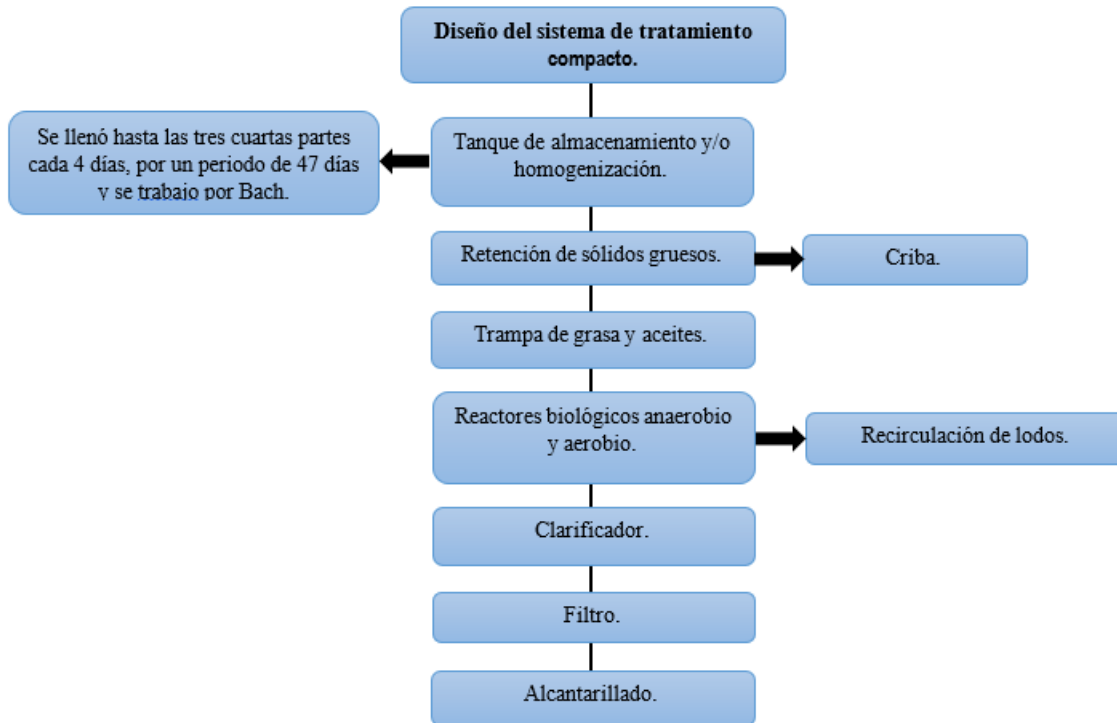 Diseño del sistema de tratamiento
compacto.
Se llenó hasta las tres cuartas partes
cada 4 días, por un periodo de 47 días
y se trabajo por Bach.
Tanque de almacenamiento y/o
homogenización.
Retención de sólidos gruesos.
Criba.
Trampa de grasa y aceites.
Reactores biológicos anaerobio
y aerobio.
Recirculación de lodos.
Clarificador.
Filtro.
Alcantarillado.